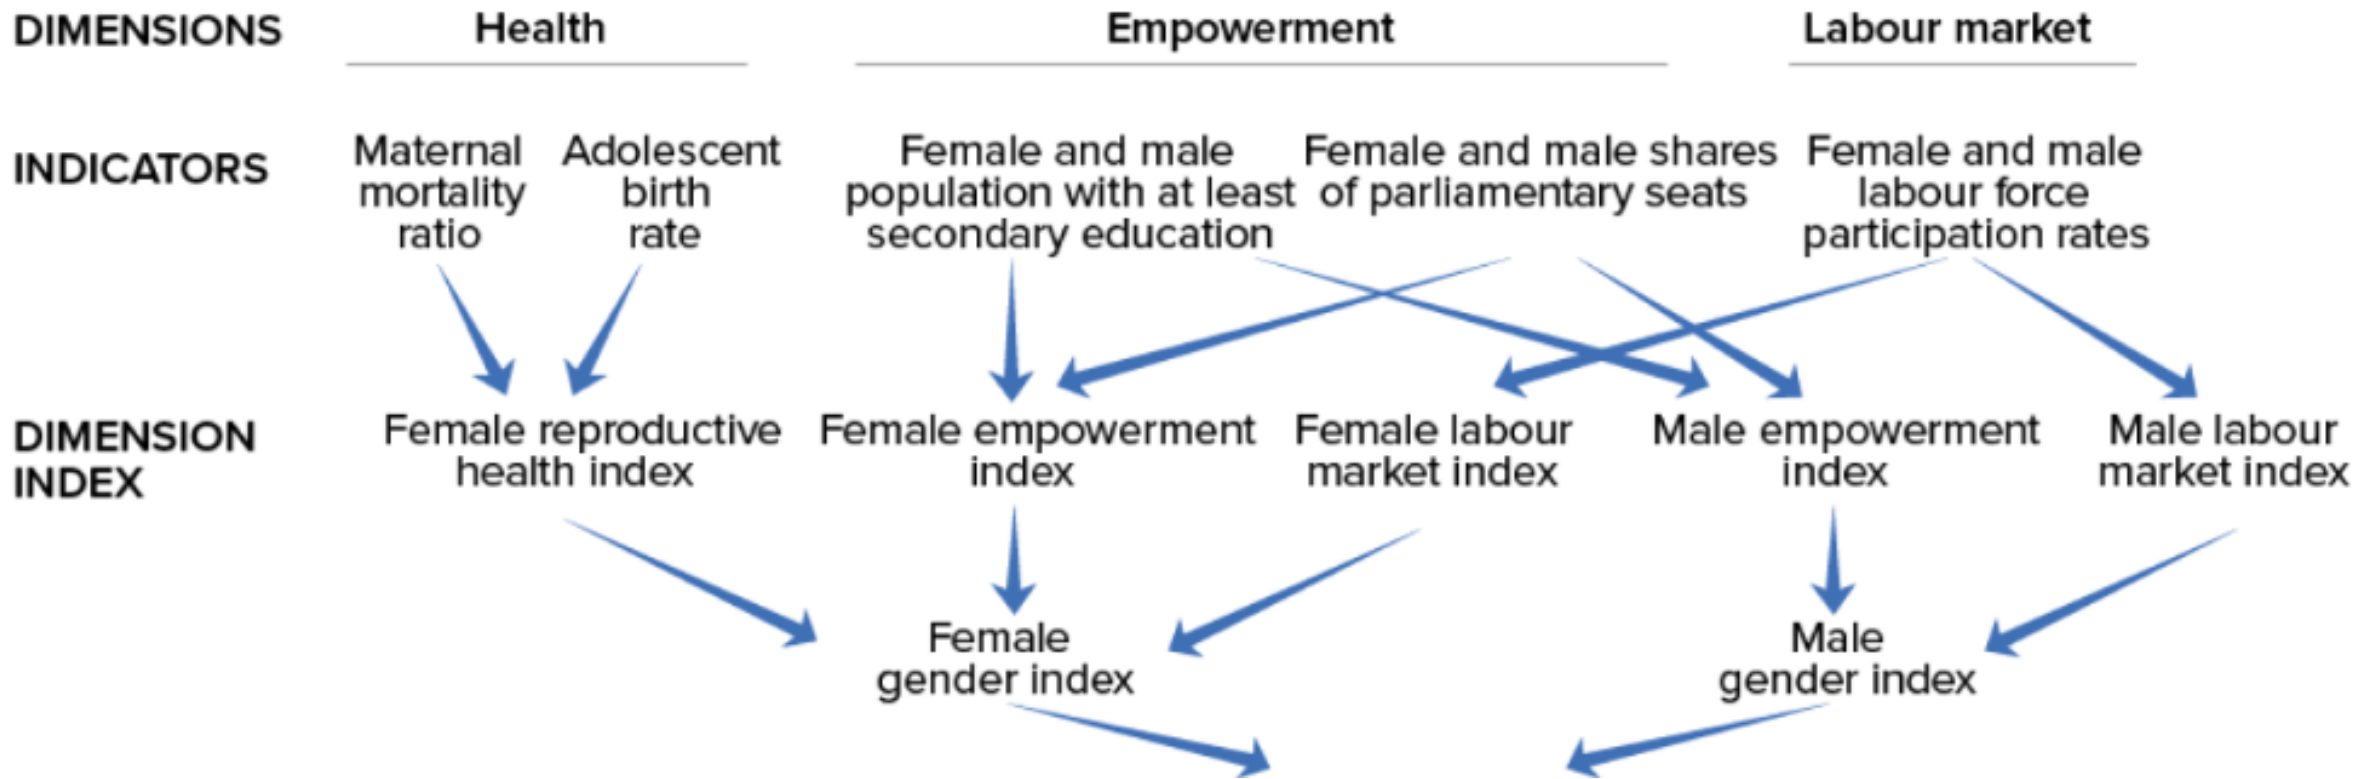 DIMENSIONS
Health
Empowerment
Labour market
INDICATORS
Maternal
mortality
ratio
Adolescent
birth
rate
Female and male
population with at least
secondary education
Female and male shares
of parliamentary seats
Female and male
labour force
participation rates
DIMENSION
INDEX
Female reproductive
health index
Female empowerment
index
Female labour
market index
Male empowerment
index
Male labour
market index
Female
gender index
Male
gender index